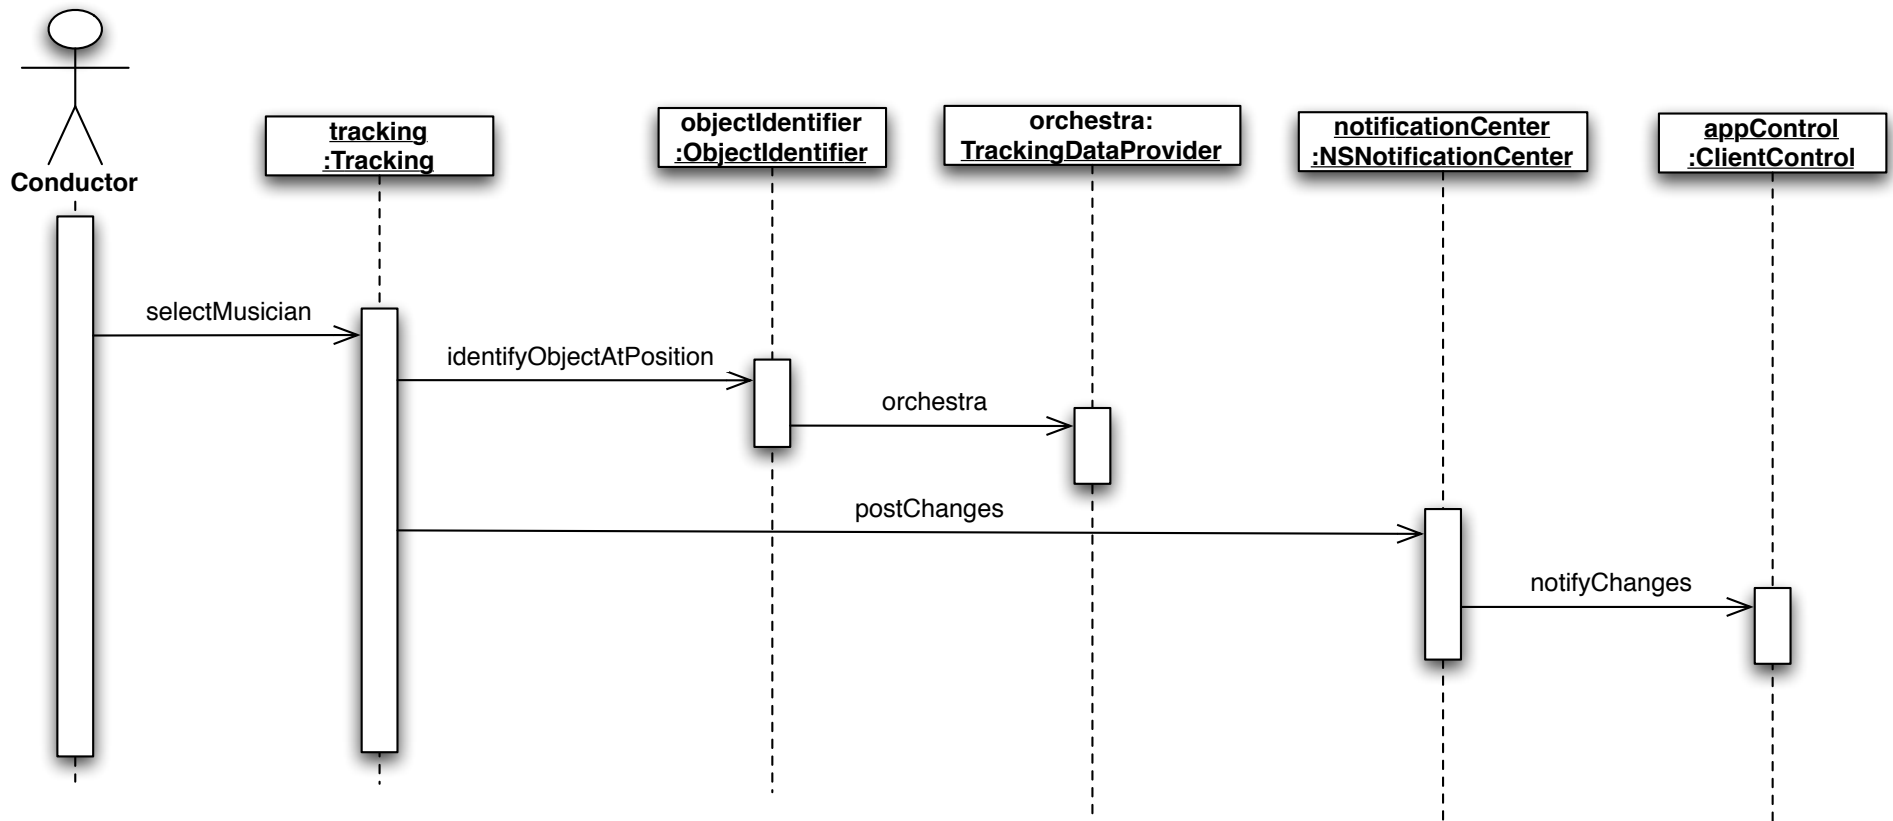 Conductor
tracking
:Tracking
objectIdentifier
:ObjectIdentifier
orchestra:
TrackingDataProvider
notificationCenter
:NSNotificationCenter
appControl
:ClientControl
selectMusician
identifyObjectAtPosition
orchestra
postChanges
notifyChanges